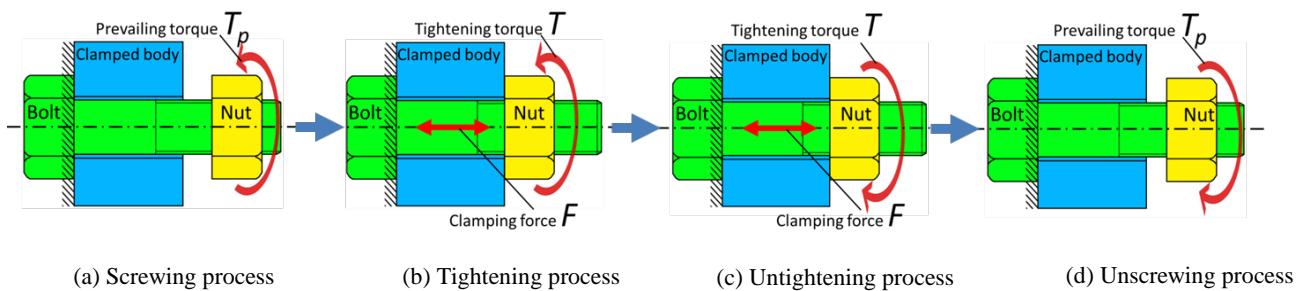 Prevailing torque Tp
Clamped body
Bolt
Nut
Tightening torque T
Clamped body
Bolt
Nut
Clamping force F
Tightening torque T
Clamped body
Bolt
Nut
Clamping force F
Prevailing torque Tp
Clamped body
Bolt
Nut
(a) Screwing process
(b) Tightening process
(c) Untightening process
(d) Unscrewing process